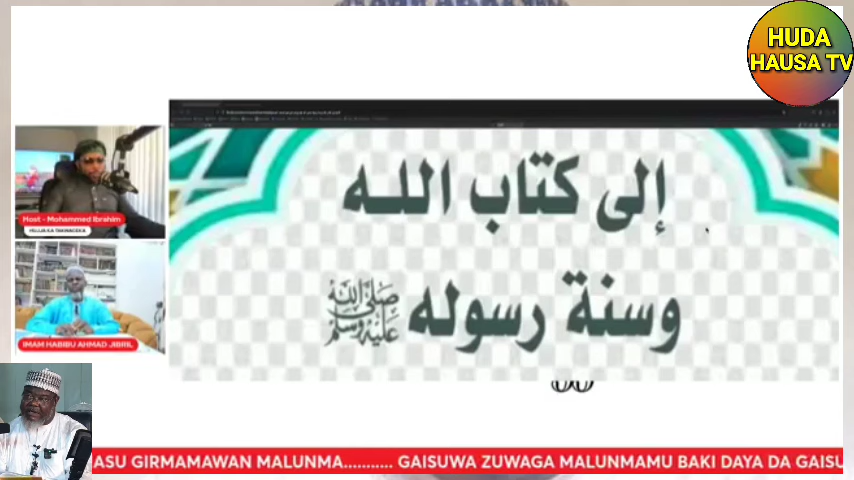 HUDA
HAUSA TV
إلى كتاب الله
وسنة رسوله ﷺ
Host - Mohammed Ibrahim
IMAM HABIBU AHMAD JIBRIL
ASU GIRMAMAWAN MALUNMA........... GAISUWA ZUWAGA MALUNMAMU BAKI DAYA DA GAISU